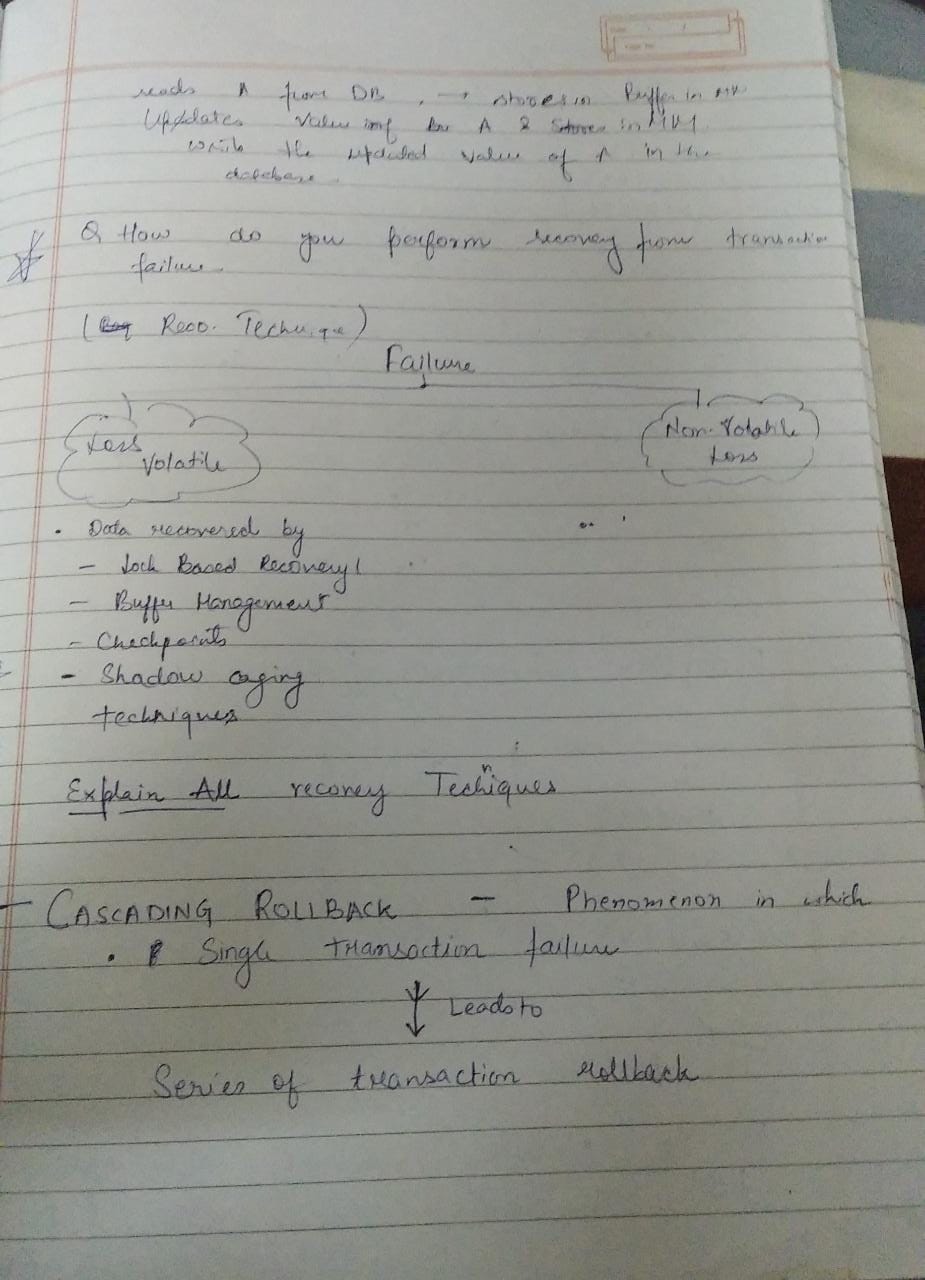 reads A from DB, → stores in Buffer in MM
Updates value of A & Stores in MM
write the updated value of A in the
database.
Q How do you perform recovery from transaction
failure.
( Reco. Technique)
Failure
Loss
Volatile
Non-Volatile
Loss
• Data recovered by
- Lock Based Recovery
- Buffer Management
- Checkpoints
- Shadow caging
techniques
Explain All recovery Techniques
- CASCADING ROLLBACK - Phenomenon in which
• Single transaction failure
Leads to
Series of transaction rollback